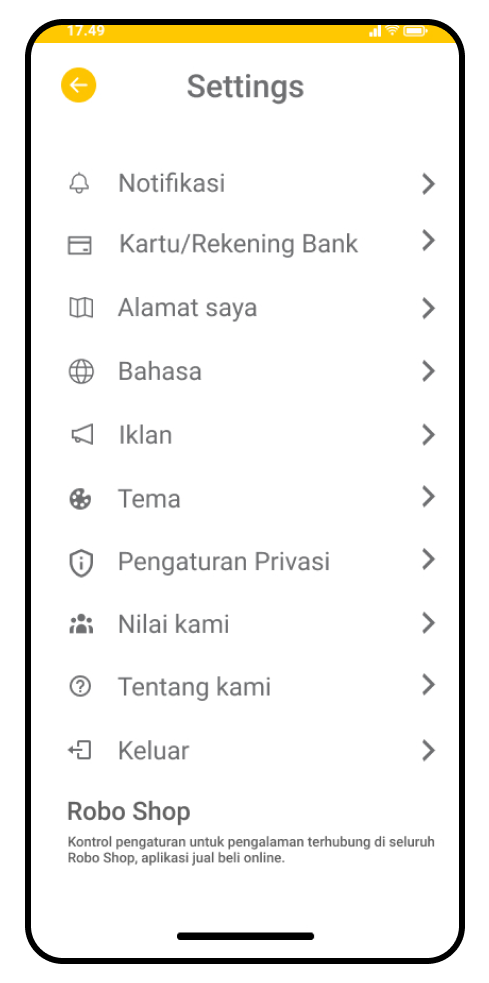 17.49
Settings
Notifikasi
Kartu/Rekening Bank
Alamat saya
Bahasa
Iklan
Tema
Pengaturan Privasi
Nilai kami
Tentang kami
Keluar
Robo Shop
Kontrol pengaturan untuk pengalaman terhubung di seluruh
Robo Shop, aplikasi jual beli online.